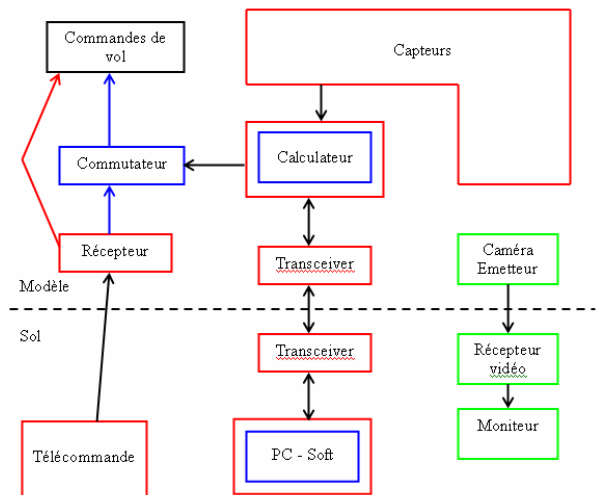 Commandes de
vol
Capteurs
Commutateur
Calculateur
Récepteur
Transceiver
Caméra
Emetteur
Modèle
Sol
Transceiver
Récepteur
vidéo
Moniteur
Télécommande
PC - Soft